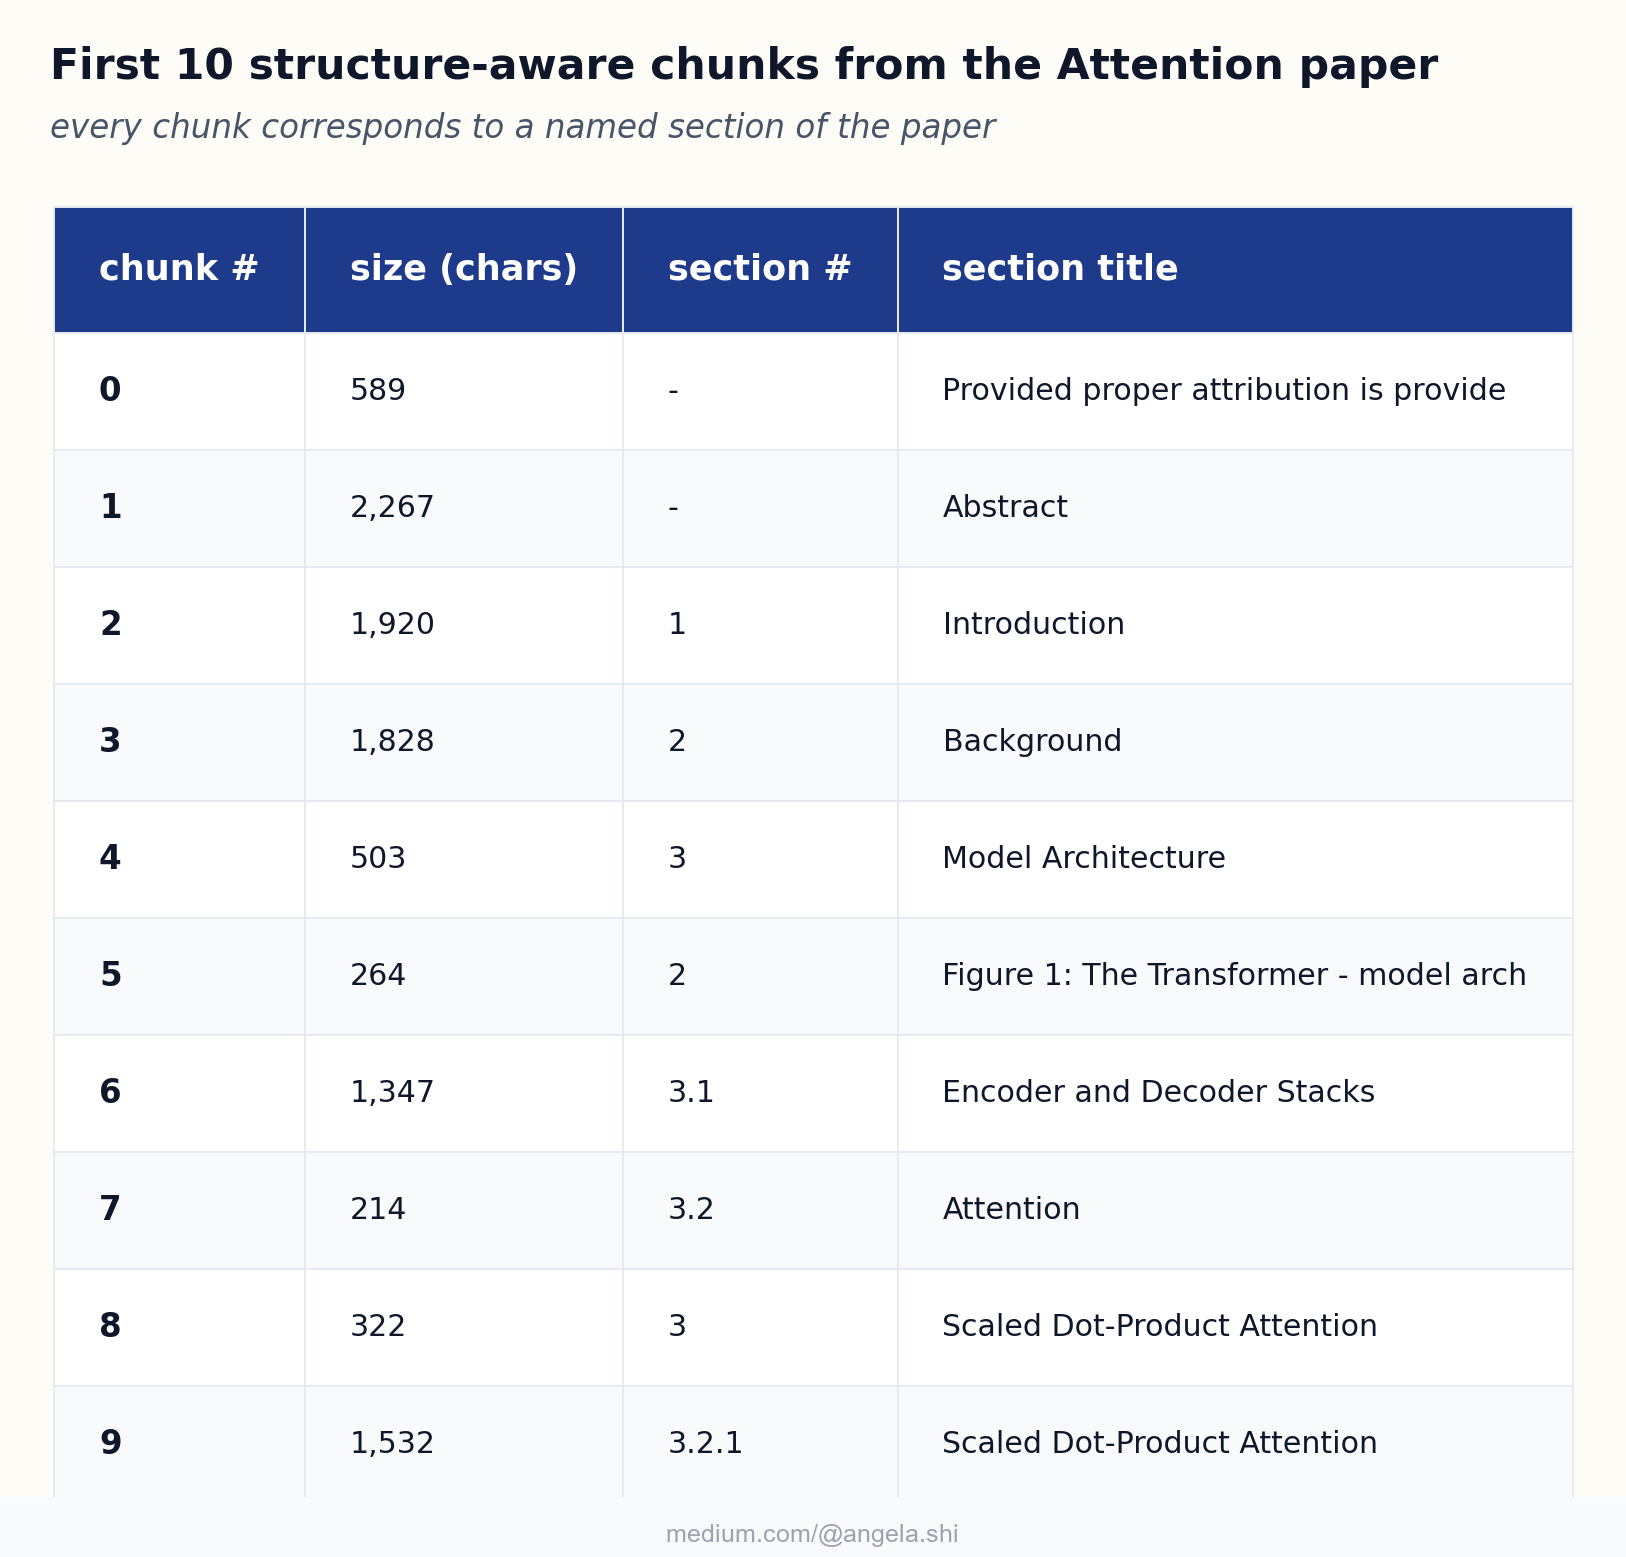 First 10 structure-aware chunks from the Attention paper
every chunk corresponds to a named section of the paper
chunk # size (chars) section # section title
0 589 - Provided proper attribution is provide
1 2,267 - Abstract
2 1,920 1 Introduction
3 1,828 2 Background
4 503 3 Model Architecture
5 264 2 Figure 1: The Transformer - model arch
6 1,347 3.1 Encoder and Decoder Stacks
7 214 3.2 Attention
8 322 3 Scaled Dot-Product Attention
9 1,532 3.2.1 Scaled Dot-Product Attention
medium.com/@angela.shi